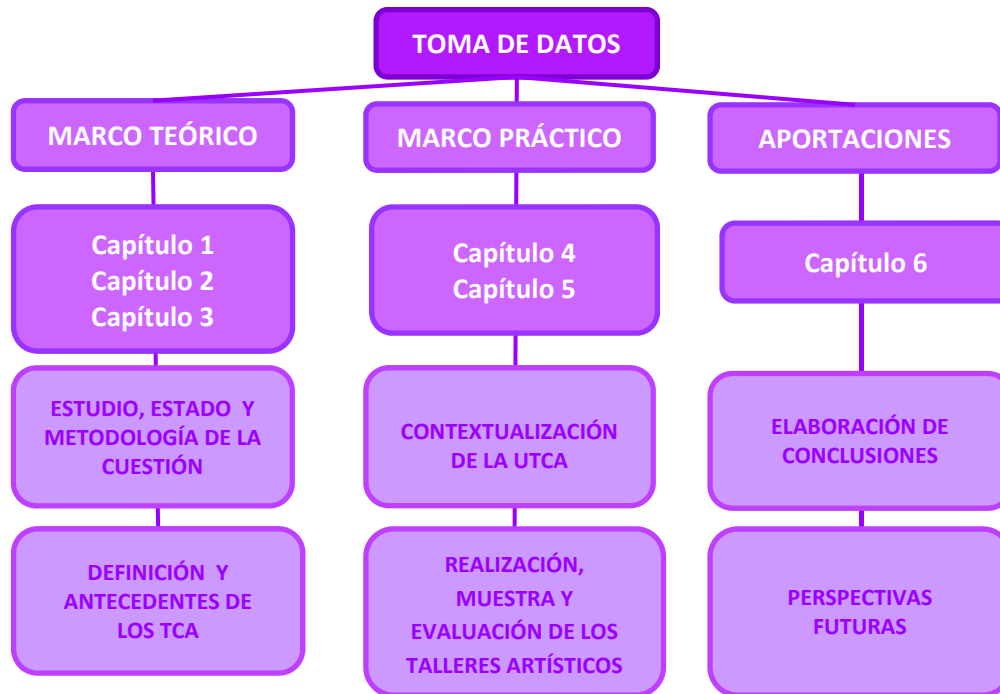 TOMA DE DATOS
MARCO TEÓRICO
MARCO PRÁCTICO
APORTACIONES
Capítulo 1
Capítulo 2
Capítulo 3
Capítulo 4
Capítulo 5
Capítulo 6
ESTUDIO, ESTADO Y
METODOLOGÍA DE LA
CUESTIÓN
CONTEXTUALIZACIÓN
DE LA UTCA
ELABORACIÓN DE
CONCLUSIONES
DEFINICIÓN Y
ANTECEDENTES DE
LOS TCA
REALIZACIÓN,
MUESTRA Y
EVALUACIÓN DE LOS
TALLERES ARTÍSTICOS
PERSPECTIVAS
FUTURAS